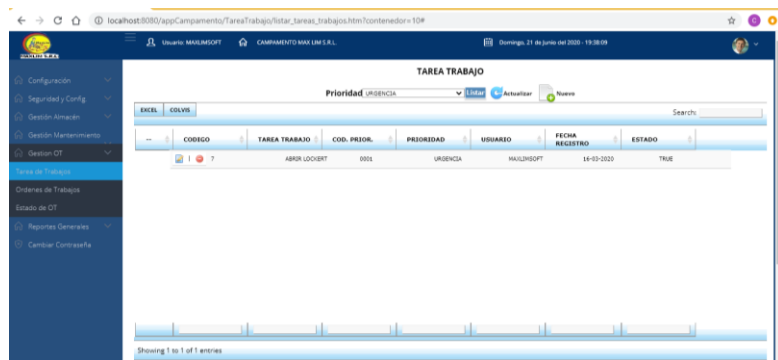 localhost:8080/appCampamento/TareaTrabajo/listar_tareas_trabajos.htm?contenedor=10#
Usuario: MAXLIMSOFT CAMPAMENTO MAX LIM S.R.L. Domingo, 21 de Junio del 2020 - 19:38:09
MAXLIM S.R.L
Configuración
Seguridad y Config
Gestión Almacén
Gestión Mantenimiento
Gestion OT
Tarea de Trabajos
Ordenes de Trabajos
Estado de OT
Reportes Generales
Cambiar Contraseña
TAREA TRABAJO
Prioridad URGENCIA Listar Actualizar Nuevo
EXCEL COLVIS Search:
-- CODIGO TAREA TRABAJO COD. PRIOR. PRIORIDAD USUARIO FECHA REGISTRO ESTADO
| 7 ABRIR LOCKERT 0001 URGENCIA MAXLIMSOFT 16-03-2020 TRUE
Showing 1 to 1 of 1 entries